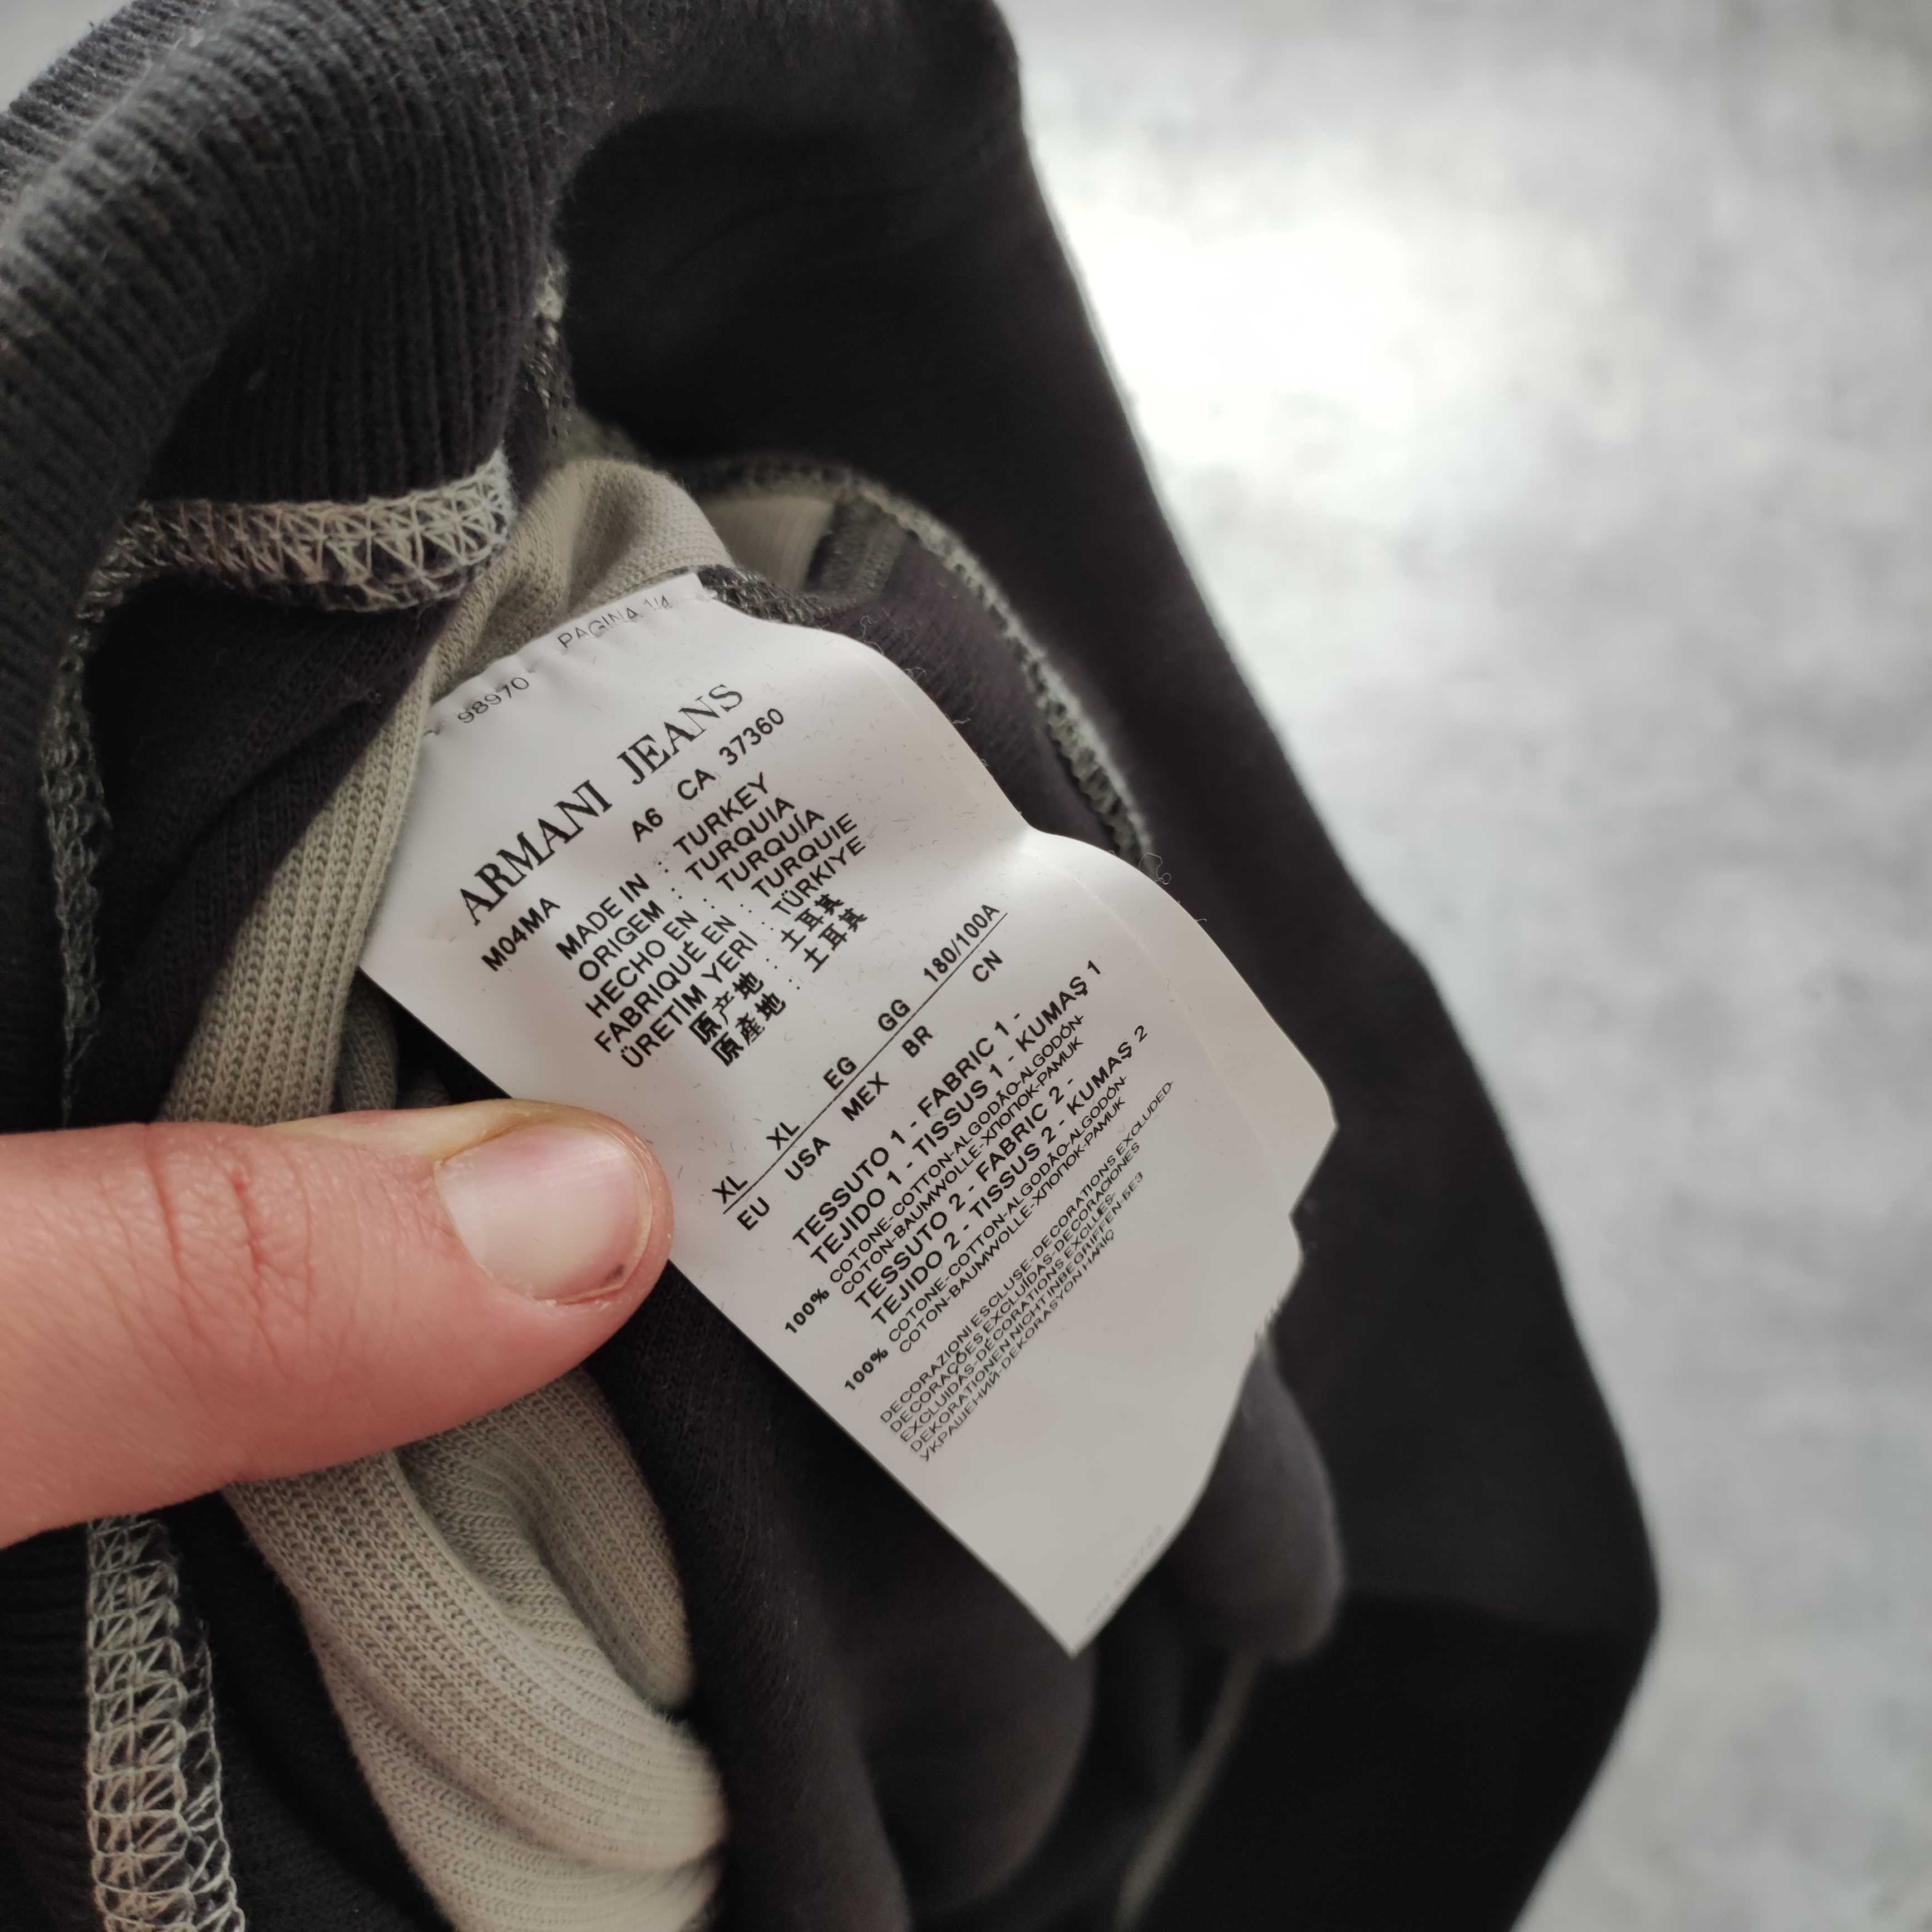 98970 - PAGINA 1/4
ARMANI JEANS
M04MA A6 CA 37360
MADE IN : TURKEY
ORIGEM : TURQUIA
HECHO EN : TURQUÍA
FABRIQUÉ EN : TURQUIE
ÜRETİM YERİ : TÜRKİYE
原产地 : 土耳其
原產地 : 土耳其
XL XL EG GG 180/100A
EU USA MEX BR CN
TESSUTO 1 - FABRIC 1 -
TEJIDO 1 - TISSUS 1 - KUMAŞ 1
100% COTONE-COTTON-ALGODÃO-ALGODÓN-
COTON-BAUMWOLLE-ХЛОПОК-PAMUK
TESSUTO 2 - FABRIC 2 -
TEJIDO 2 - TISSUS 2 - KUMAŞ 2
100% COTONE-COTTON-ALGODÃO-ALGODÓN-
COTON-BAUMWOLLE-ХЛОПОК-PAMUK
DECORAZIONI ESCLUSE-DECORATIONS EXCLUDED-
DECORAÇÕES EXCLUÍDAS-DECORACIONES
EXCLUIDAS-DÉCORATIONS EXCLUES-
DEKORATIONEN NICHT INBEGRIFFEN-БЕЗ
УКРАШЕНИЙ-DEKORASYON HARİÇ